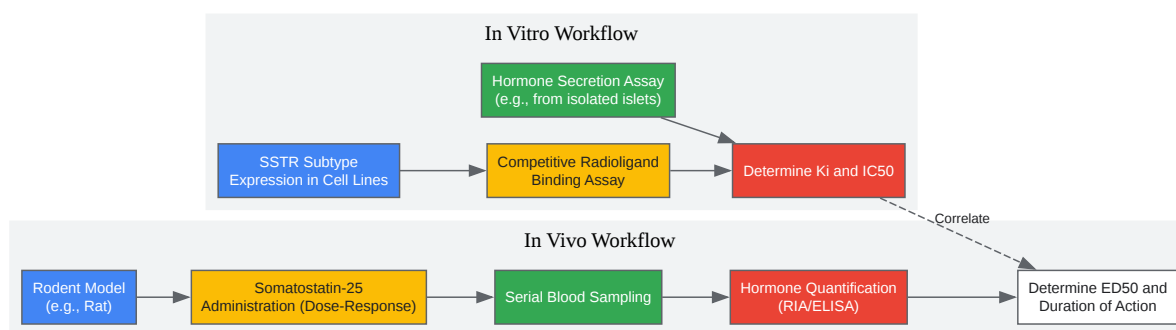 In Vitro Workflow
Hormone Secretion Assay
(e.g., from isolated islets)
SSTR Subtype
Expression in Cell Lines
Competitive Radioligand
Binding Assay
Determine Ki and IC50
Correlate
In Vivo Workflow
Rodent Model
(e.g., Rat)
Somatostatin-25
Administration (Dose-Response)
Serial Blood Sampling
Hormone Quantification
(RIA/ELISA)
Determine ED50 and
Duration of Action